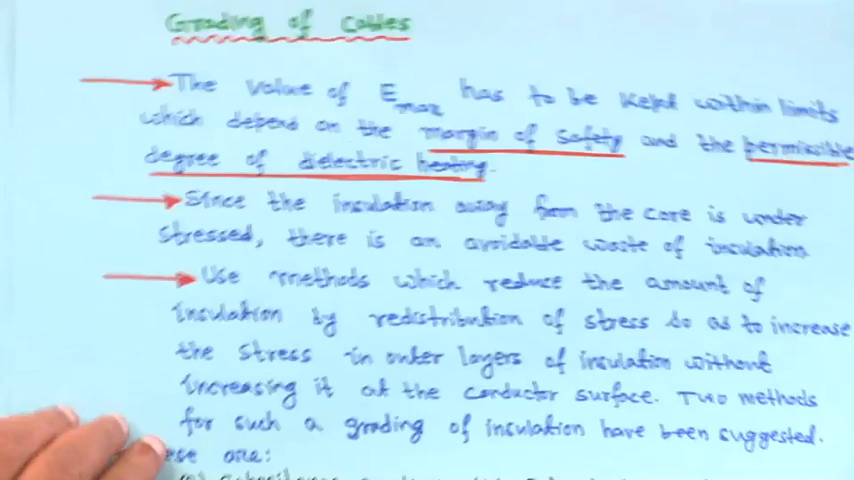 Grading of Cables
The value of Emax has to be kept within limits
which depend on the margin of safety and the permissible
degree of dielectric heating.
Since the insulation away from the core is under
stressed, there is an avoidable waste of insulation
Use methods which reduce the amount of
insulation by redistribution of stress so as to increase
the stress in outer layers of insulation without
increasing it at the conductor surface. Two methods
for such a grading of insulation have been suggested.
ese are: